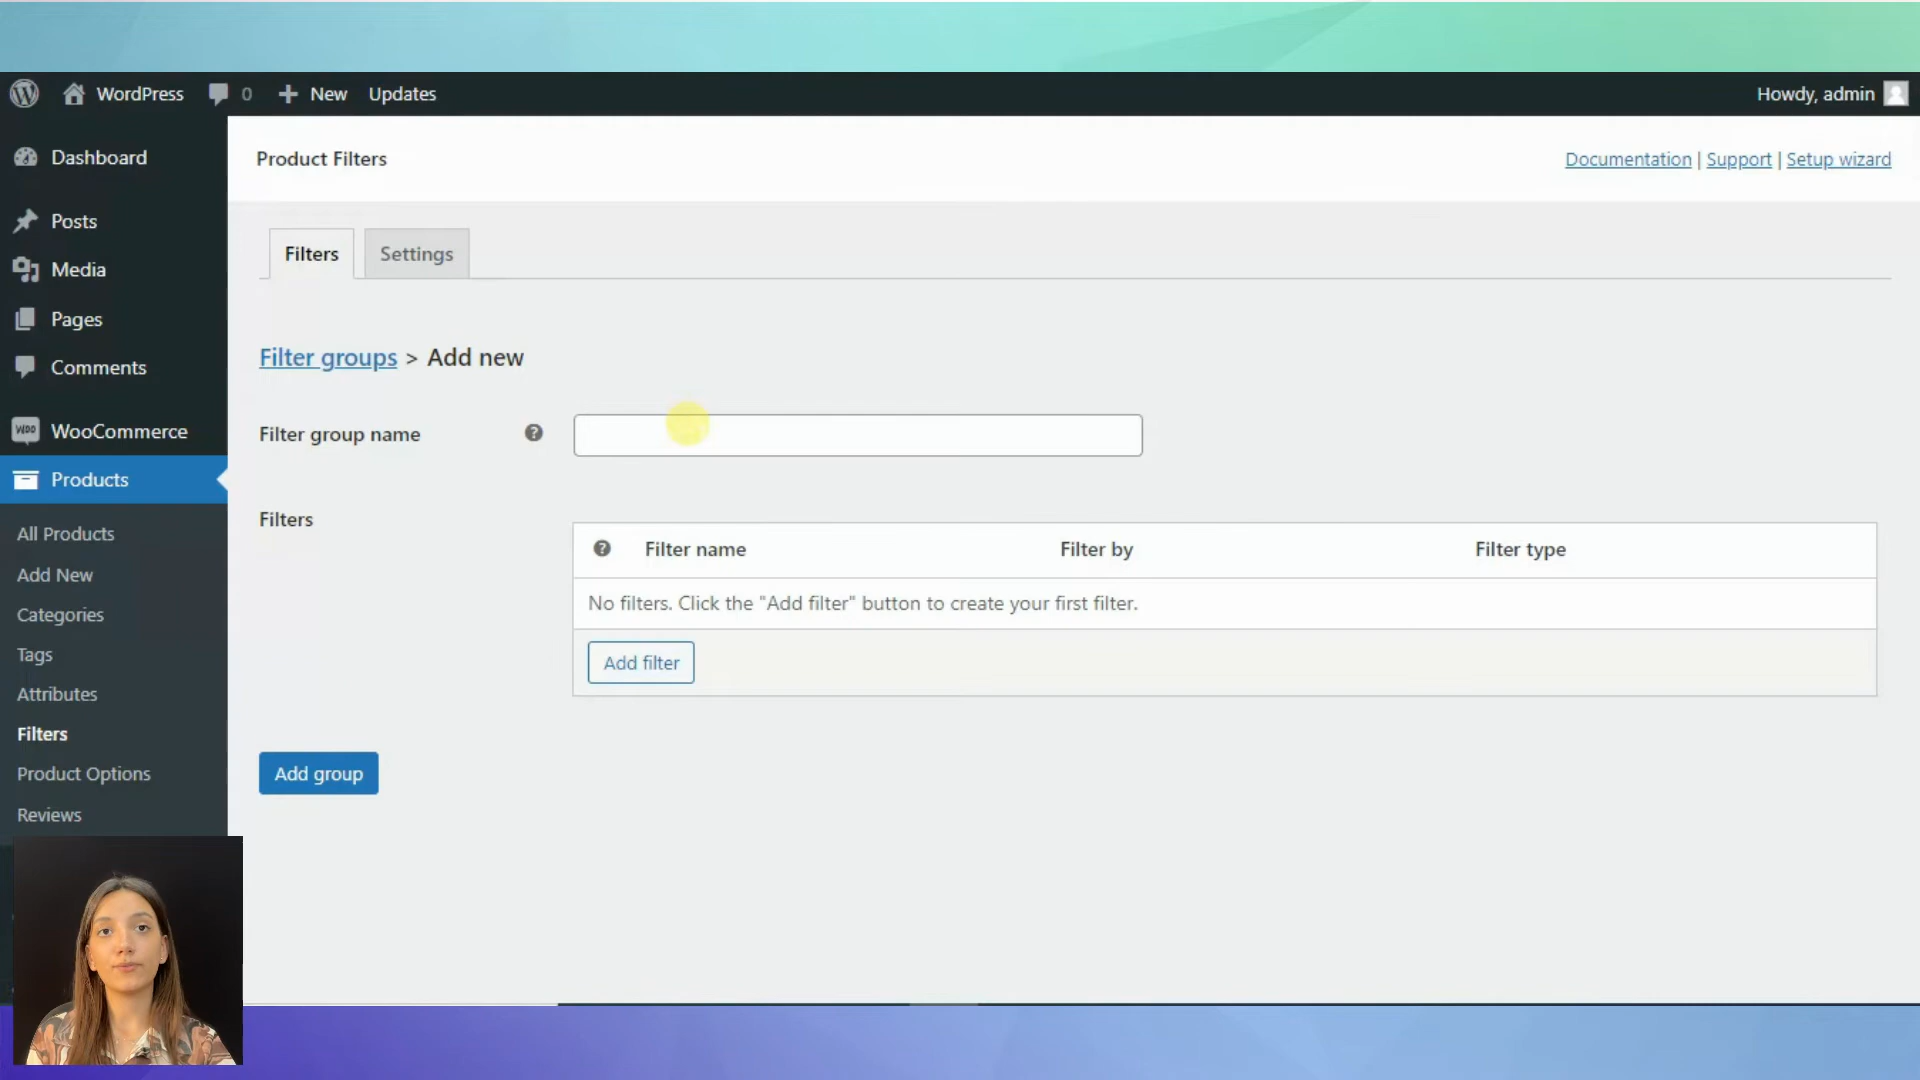 WordPress 0 New Updates Howdy, admin
Dashboard
Posts
Media
Pages
Comments
WOO WooCommerce
Products
All Products
Add New
Categories
Tags
Attributes
Filters
Product Options
Reviews
Product Filters
Documentation | Support | Setup wizard
Filters Settings
Filter groups > Add new
Filter group name ?
Filters
? Filter name Filter by Filter type
No filters. Click the "Add filter" button to create your first filter.
Add filter
Add group